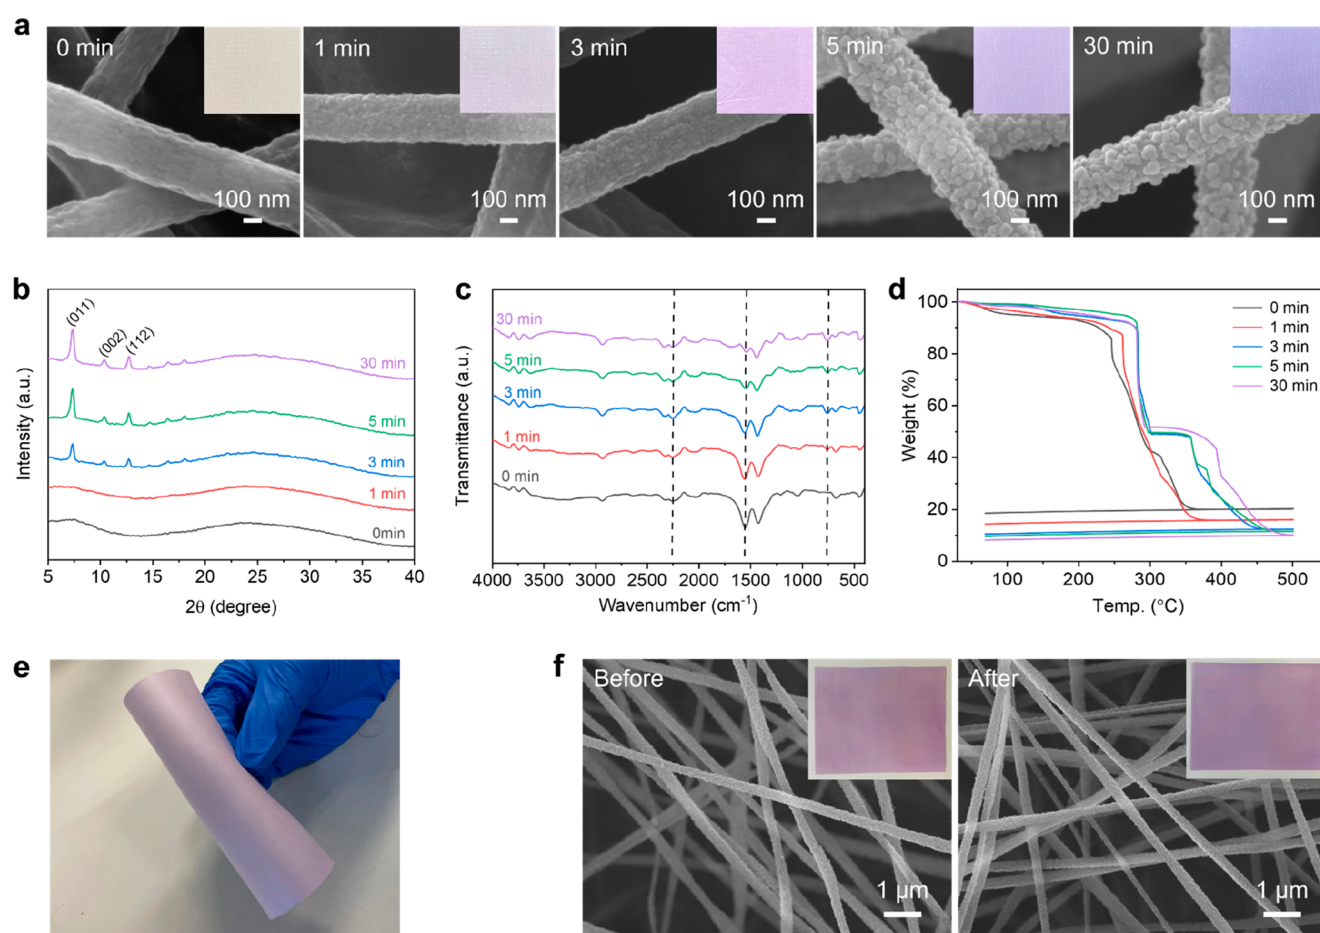 a
0 min
1 min
3 min
5 min
30 min
100 nm
100 nm
100 nm
100 nm
100 nm
b
Intensity (a.u.)
(011)
(002)
(112)
30 min
5 min
3 min
1 min
0min
5 10 15 20 25 30 35 40
2θ (degree)
c
Transmittance (a.u.)
30 min
5 min
3 min
1 min
0 min
4000 3500 3000 2500 2000 1500 1000 500
Wavenumber (cm⁻¹)
d
Weight (%)
100
80
60
40
20
0
0 min
1 min
3 min
5 min
30 min
100 200 300 400 500
Temp. (°C)
e
f
Before
1 μm
After
1 μm